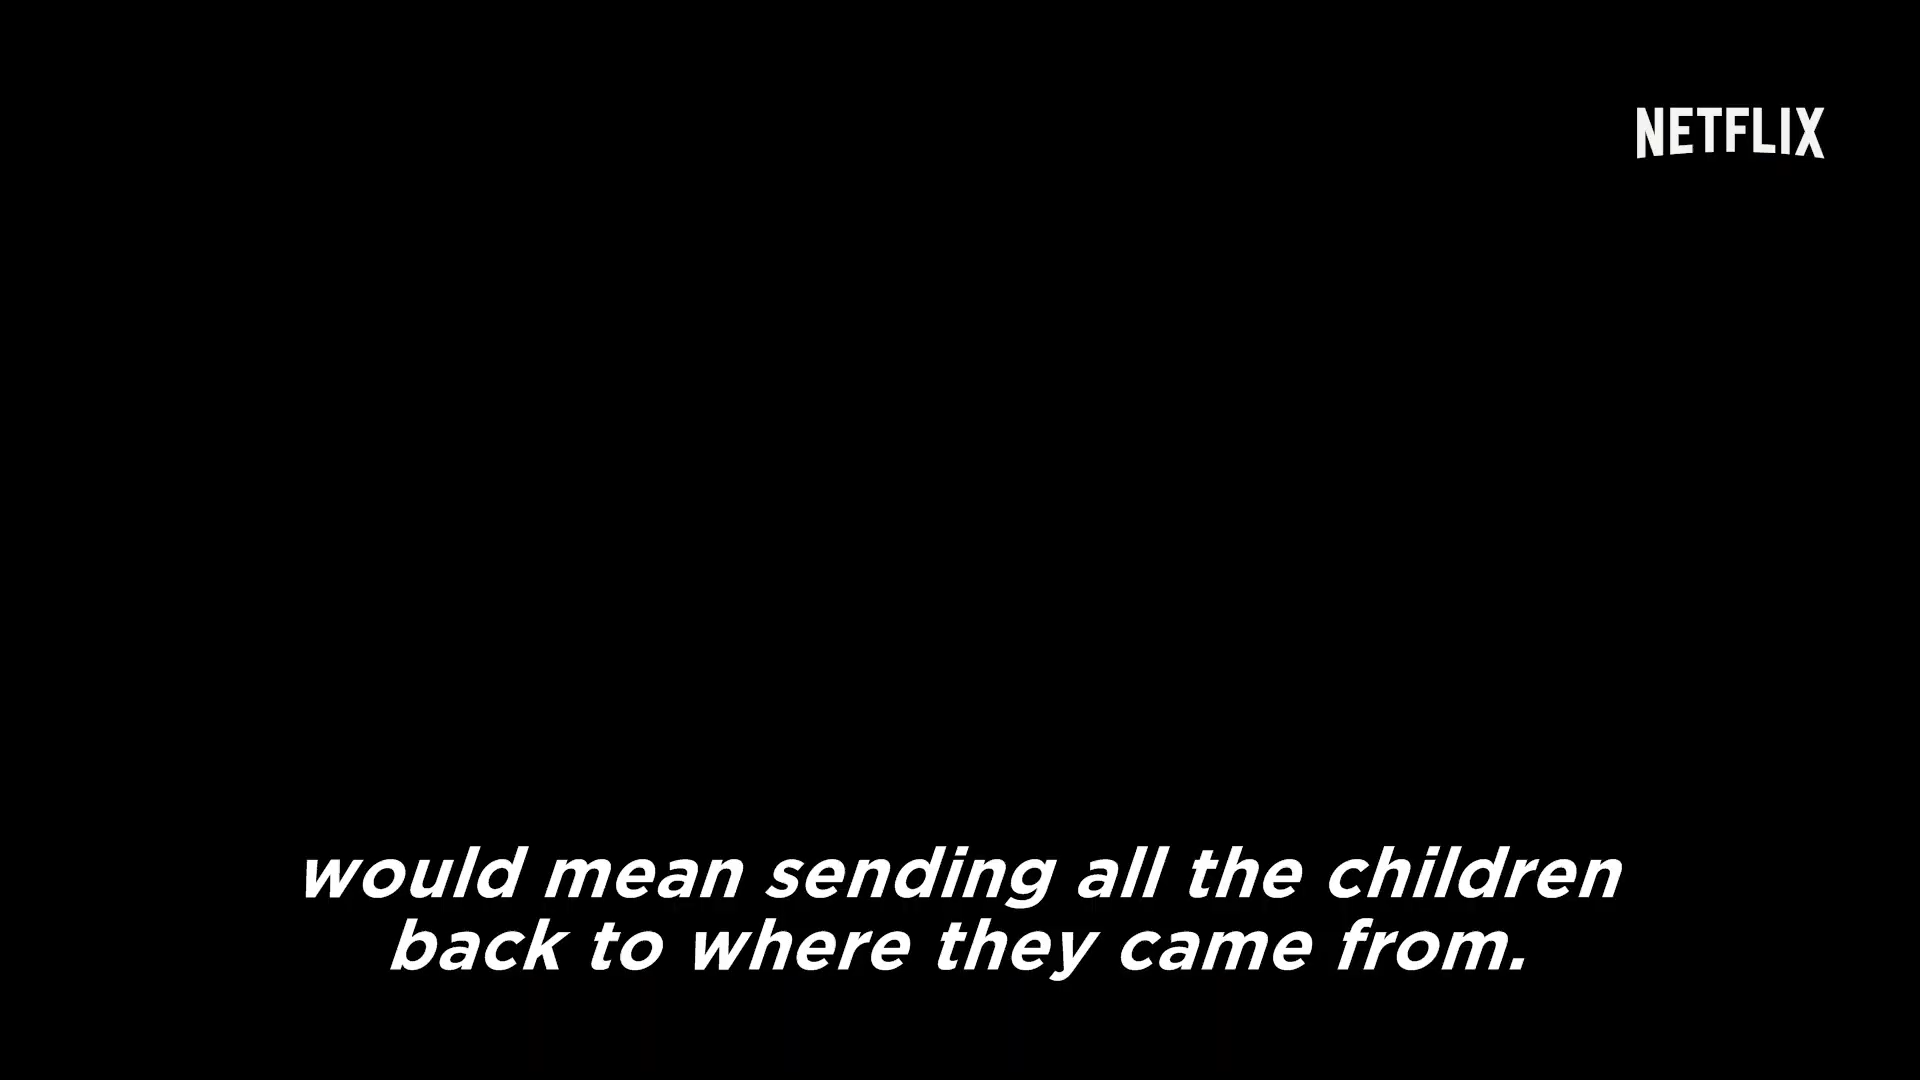 NETFLIX
would mean sending all the children
back to where they came from.